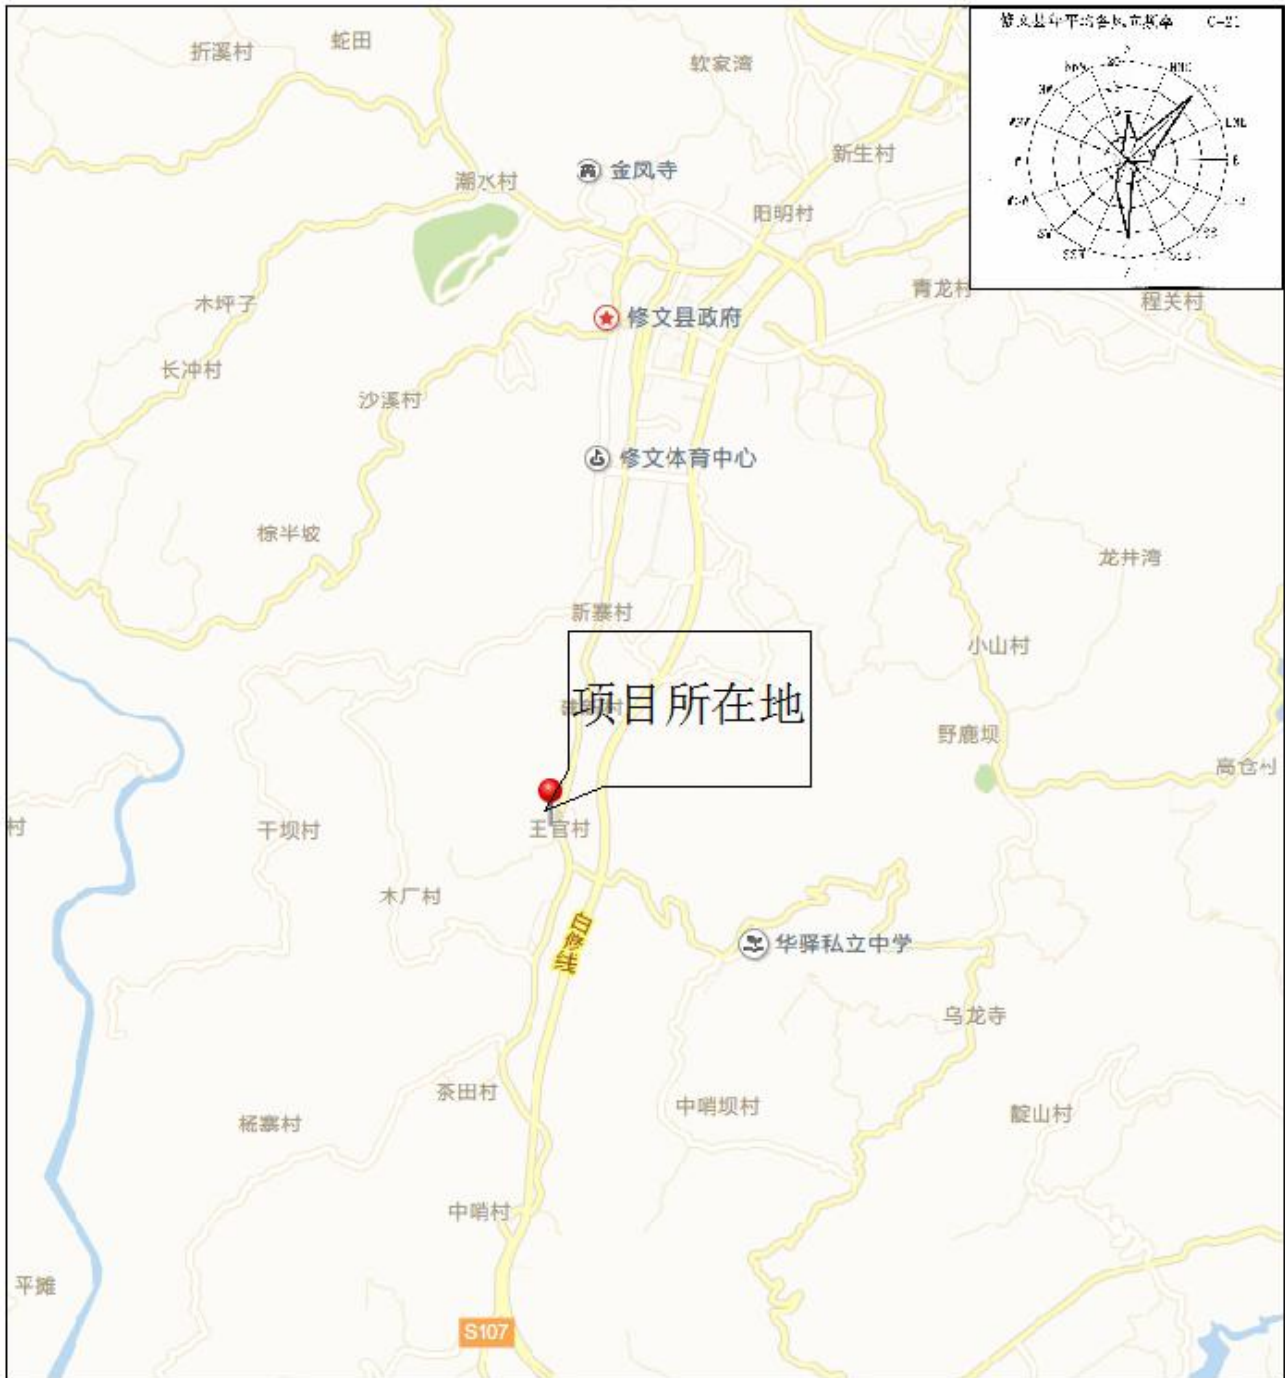 折溪村
蛇田
软家湾
C-21
新生村
金凤寺
潮水村
阳明村
青龙村
程关村
木坪子
修文县政府
长冲村
沙溪村
修文体育中心
棕半坡
龙井湾
新寨村
小山村
项目所在地
野鹿坝
高仓村
村
干坝村
王官村
木厂村
白修线
华驿私立中学
乌龙寺
茶田村
中哨坝村
龊山村
杨寨村
中哨村
平摊
S107